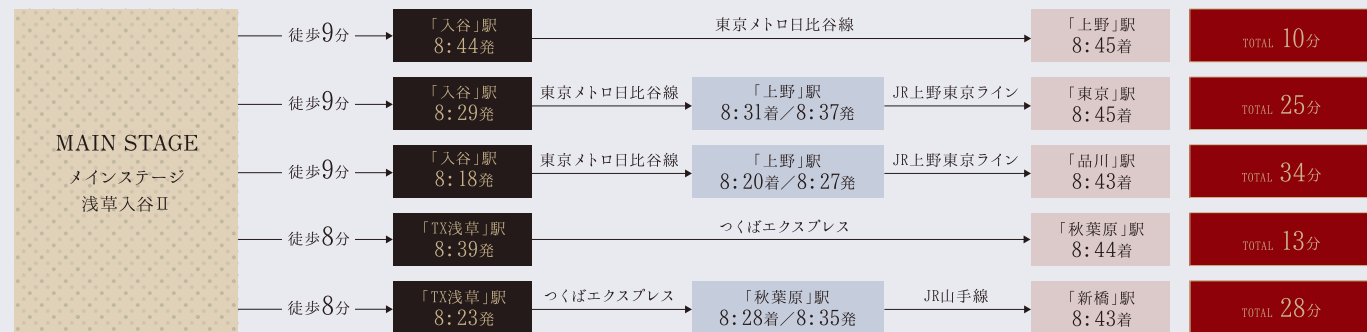 MAIN STAGE
メインステージ
浅草入谷Ⅱ
徒歩9分
「入谷」駅
8:44発
東京メトロ日比谷線
「上野」駅
8:45着
TOTAL 10分
徒歩9分
「入谷」駅
8:29発
東京メトロ日比谷線
「上野」駅
8:31着／8:37発
JR上野東京ライン
「東京」駅
8:45着
TOTAL 25分
徒歩9分
「入谷」駅
8:18発
東京メトロ日比谷線
「上野」駅
8:20着／8:27発
JR上野東京ライン
「品川」駅
8:43着
TOTAL 34分
徒歩8分
「TX浅草」駅
8:39発
つくばエクスプレス
「秋葉原」駅
8:44着
TOTAL 13分
徒歩8分
「TX浅草」駅
8:23発
つくばエクスプレス
「秋葉原」駅
8:28着／8:35発
JR山手線
「新橋」駅
8:43着
TOTAL 28分